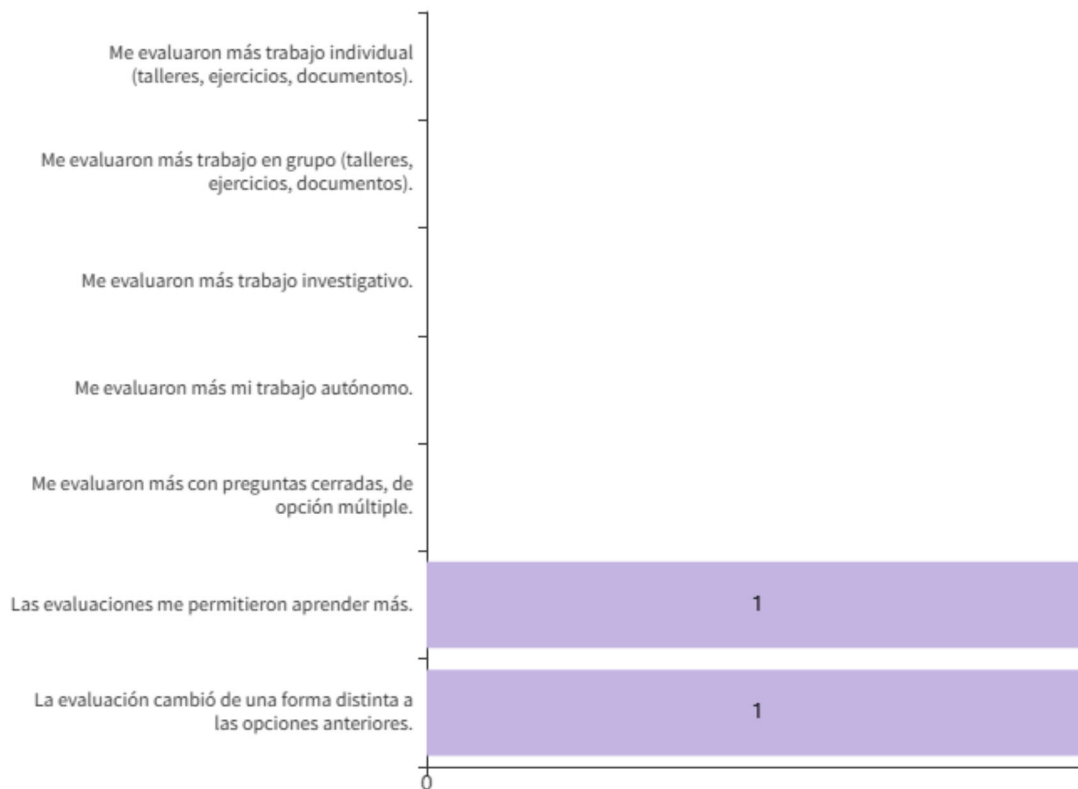 Me evaluaron más trabajo individual
(talleres, ejercicios, documentos).
Me evaluaron más trabajo en grupo (talleres,
ejercicios, documentos).
Me evaluaron más trabajo investigativo.
Me evaluaron más mi trabajo autónomo.
Me evaluaron más con preguntas cerradas, de
opción múltiple.
Las evaluaciones me permitieron aprender más.
1
La evaluación cambió de una forma distinta a
las opciones anteriores.
1
0